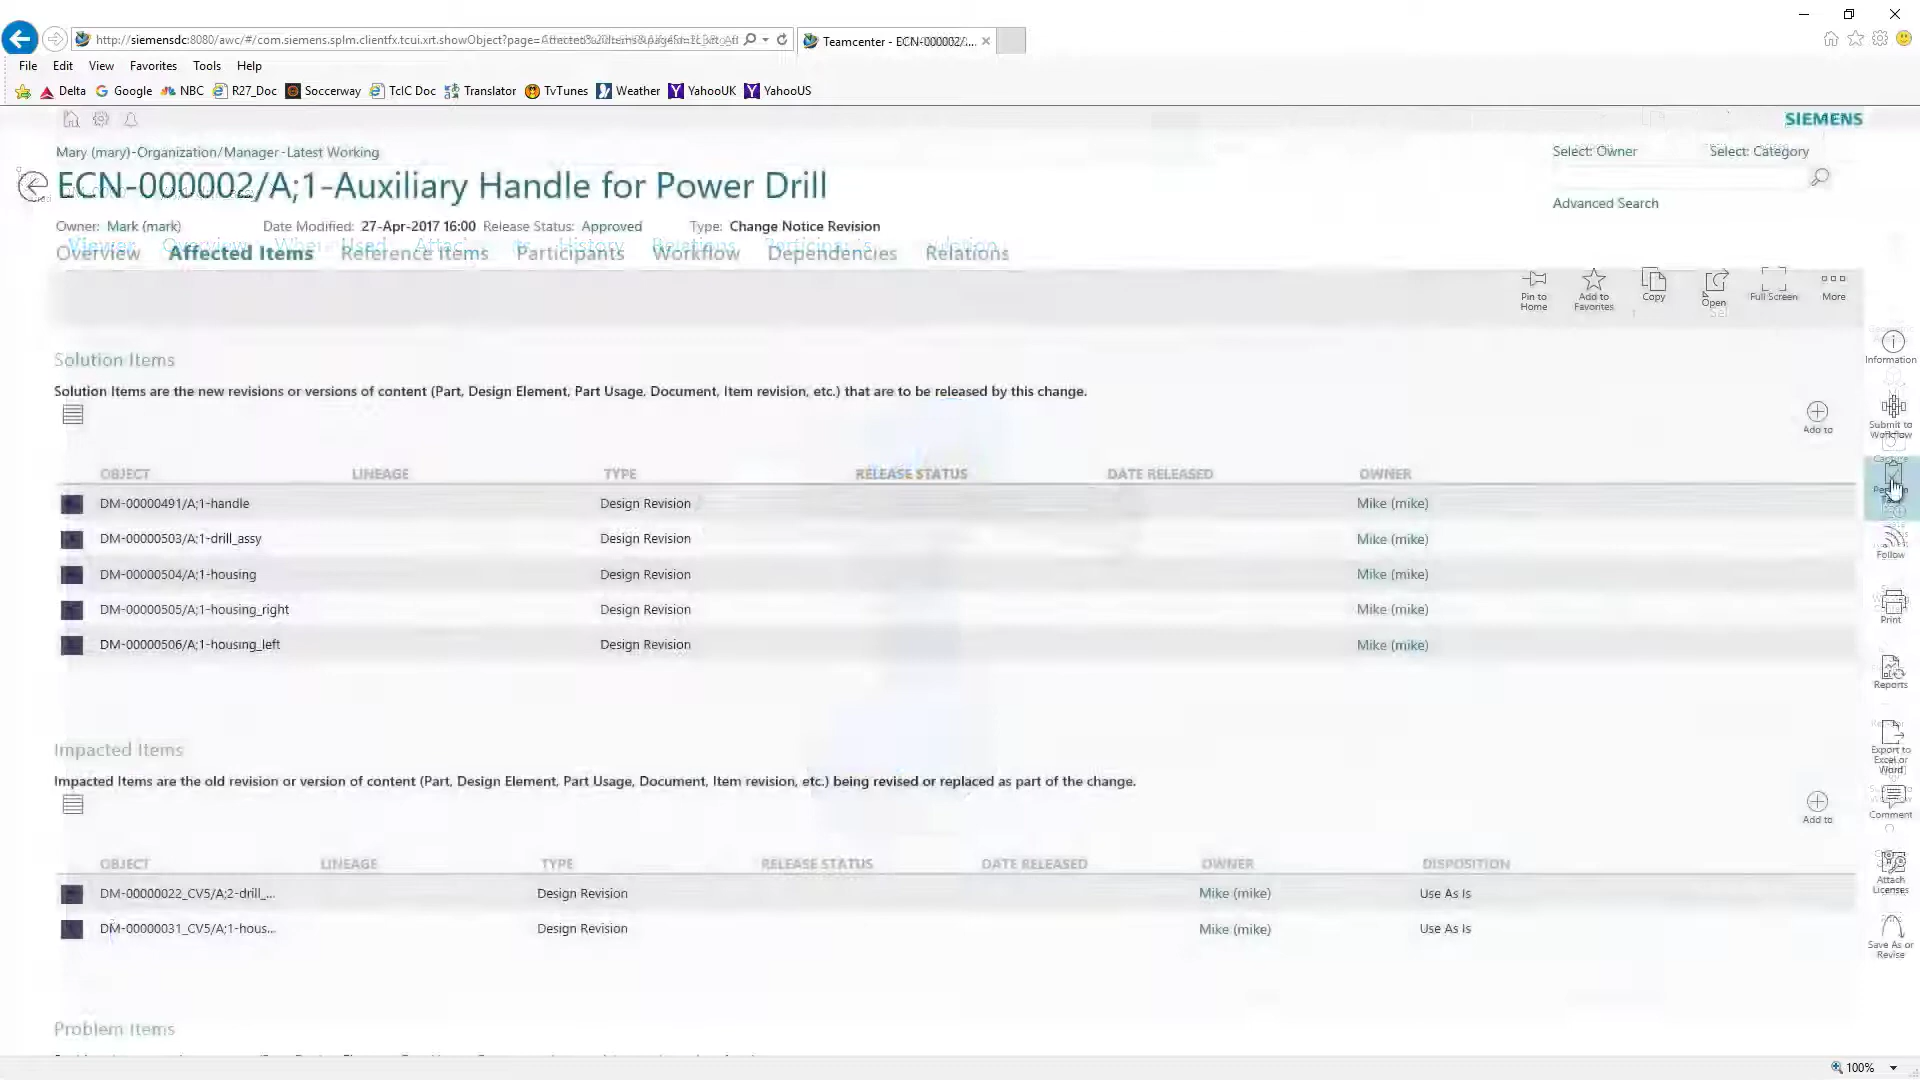 http://siemensdc:8080/awc/#/com.siemens.splm.clientfx.tcui.xrt.showObject?page=
Teamcenter - ECN-000002/....
File Edit View Favorites Tools Help
Delta Google NBC R27_Doc Soccerway TcIC Doc Translator TvTunes Weather YahooUK YahooUS
SIEMENS
Mary (mary)-Organization/Manager-Latest Working
Select: Owner Select: Category
ECN-000002/A;1-Auxiliary Handle for Power Drill
Advanced Search
Owner: Mark (mark) Date Modified: 27-Apr-2017 16:00 Release Status: Approved Type: Change Notice Revision
Viewer Overview Where Used History Relations Participants
Overview Affected Items Reference Items Participants Workflow Dependencies Relations
Pin to Home Add to Favorites Copy Open Full Screen More
Information
Solution Items
Solution Items are the new revisions or versions of content (Part, Design Element, Part Usage, Document, Item revision, etc.) that are to be released by this change.
Add to
Submit to Workflow
OBJECT LINEAGE TYPE RELEASE STATUS DATE RELEASED OWNER
DM-00000491/A;1-handle Design Revision Mike (mike)
DM-00000503/A;1-drill_assy Design Revision Mike (mike)
Follow
DM-00000504/A;1-housing Design Revision Mike (mike)
DM-00000505/A;1-housing_right Design Revision Mike (mike)
Print
DM-00000506/A;1-housing_left Design Revision Mike (mike)
Reports
Impacted Items
Export to Excel or Word
Impacted Items are the old revision or version of content (Part, Design Element, Part Usage, Document, Item revision, etc.) being revised or replaced as part of the change.
Add to
Comment
OBJECT LINEAGE TYPE RELEASE STATUS DATE RELEASED OWNER DISPOSITION
DM-00000022_CV5/A;2-drill_... Design Revision Mike (mike) Use As Is
Attach Licenses
DM-00000031_CV5/A;1-hous... Design Revision Mike (mike) Use As Is
Save As or Revise
Problem Items
100%